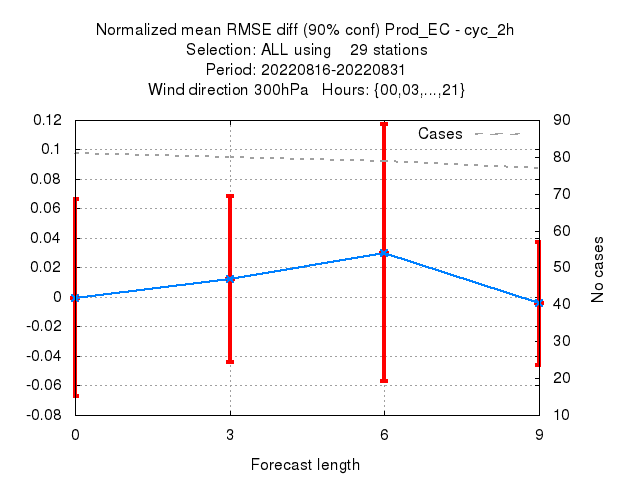 Normalized mean RMSE diff (90% conf) Prod_EC - cyc_2h
Selection: ALL using    29 stations
Period: 20220816-20220831
Wind direction 300hPa   Hours: {00,03,...,21}
0.12
0.1
0.08
0.06
0.04
0.02
0
-0.02
-0.04
-0.06
-0.08
Cases
90
80
70
60
50
40
30
20
10
No cases
0 3 6 9
Forecast length